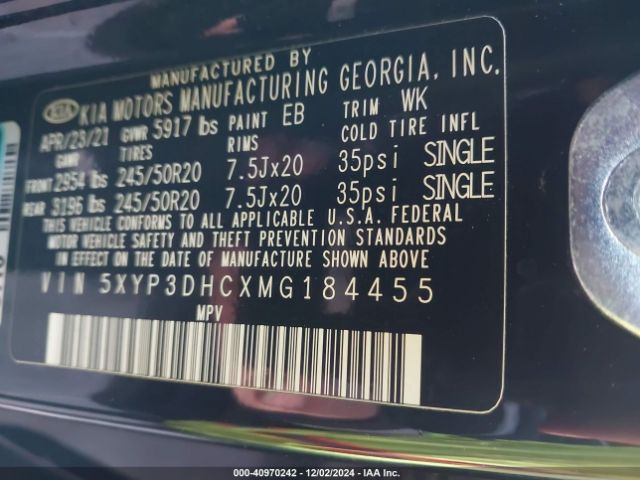 MANUFACTURED BY
KIA KIA MOTORS MANUFACTURING GEORGIA, INC.
APR/23/21 GVWR 5917 lbs PAINT EB TRIM WK
GAWR TIRES RIMS COLD TIRE INFL
FRONT 2954 lbs 245/50R20 7.5Jx20 35psi SINGLE
REAR 3196 lbs 245/50R20 7.5Jx20 35psi SINGLE
THIS VEHICLE CONFORMS TO ALL APPLICABLE U.S.A. FEDERAL
MOTOR VEHICLE SAFETY AND THEFT PREVENTION STANDARDS
IN EFFECT ON THE DATE OF MANUFACTURE SHOWN ABOVE.
VIN 5XYP3DHCXMG184455
MPV
000-40970242 - 12/02/2024 - IAA Inc.